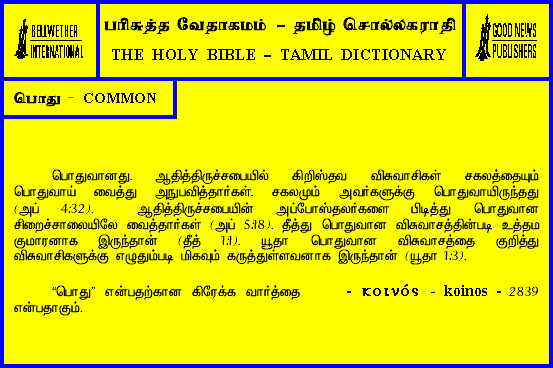 BELLWETHER
INTERNATIONAL
பரிசுத்த வேதாகமம் – தமிழ் சொல்லகராதி
THE HOLY BIBLE – TAMIL DICTIONARY
GOOD NEWS
PUBLISHERS
பொது – COMMON
பொதுவானது. ஆதித்திருச்சபையில் கிறிஸ்தவ விசுவாசிகள் சகலத்தையும்
பொதுவாய் வைத்து அநுபவித்தார்கள். சகலமும் அவர்களுக்கு பொதுவாயிருந்தது
(அப் 4:32). ஆதித்திருச்சபையின் அப்போஸ்தலர்களை பிடித்து பொதுவான
சிறைச்சாலையிலே வைத்தார்கள் (அப் 5:18). தீத்து பொதுவான விசுவாசத்தின்படி உத்தம
குமாரனாக இருந்தான் (தீத் 1:1). யூதா பொதுவான விசுவாசத்தை குறித்து
விசுவாசிகளுக்கு எழுதும்படி மிகவும் கருத்துள்ளவனாக இருந்தான் (யூதா 1:3).
“பொது” என்பதற்கான கிரேக்க வார்த்தை - κοινός - koinos - 2839
என்பதாகும்.